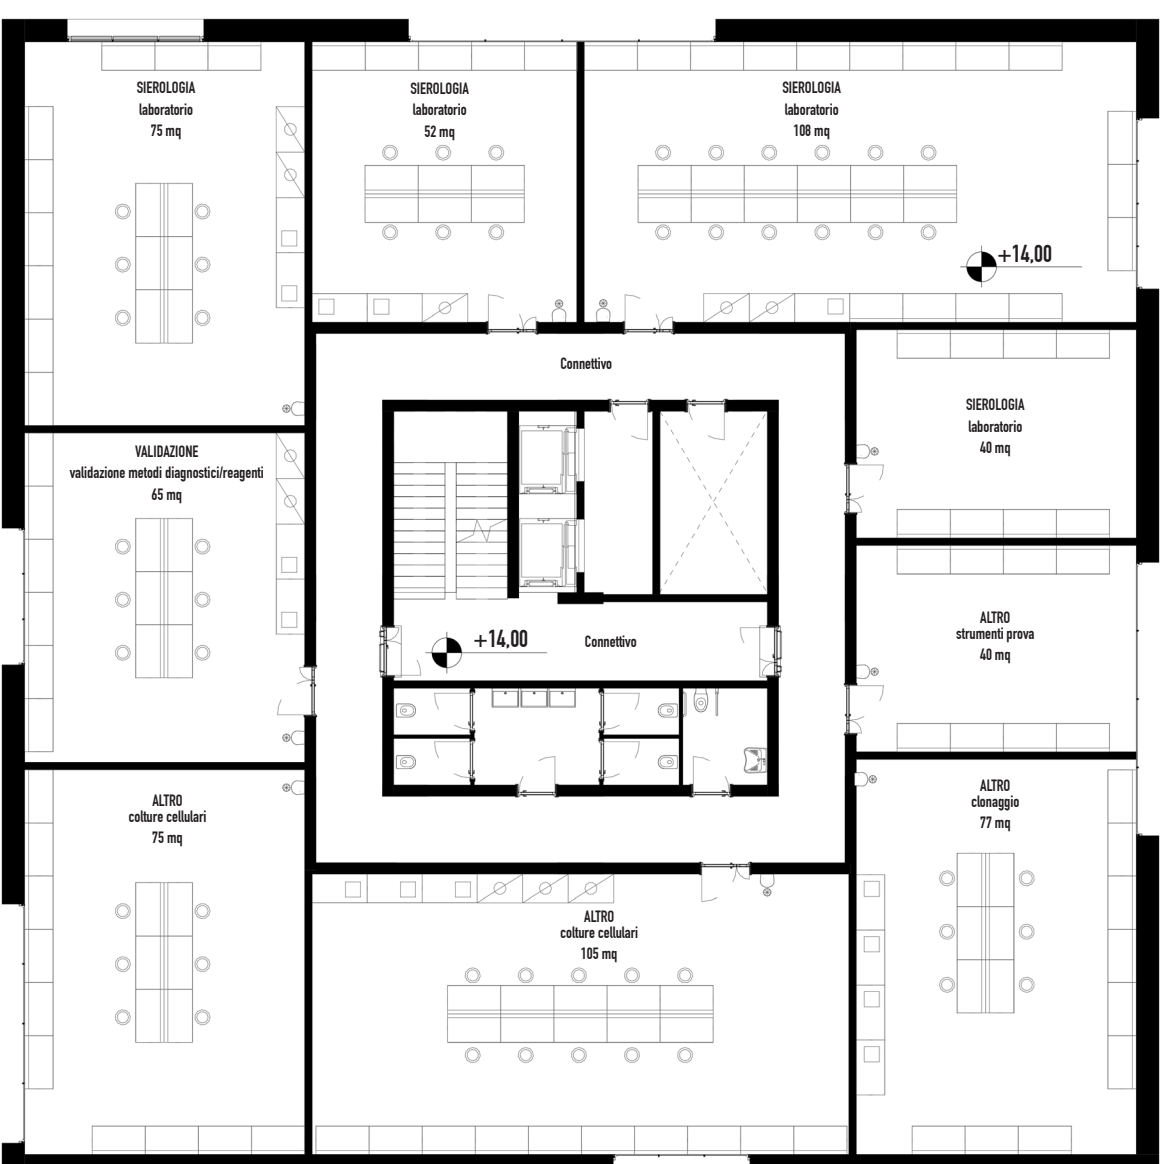 SIEROLOGIA
laboratorio
75 mq
SIEROLOGIA
laboratorio
52 mq
SIEROLOGIA
laboratorio
108 mq
+14,00
Connettivo
SIEROLOGIA
laboratorio
40 mq
VALIDAZIONE
validazione metodi diagnostici/reagenti
65 mq
ALTRO
strumenti prova
40 mq
+14,00
Connettivo
ALTRO
colture cellulari
75 mq
ALTRO
clonaggio
77 mq
ALTRO
colture cellulari
105 mq